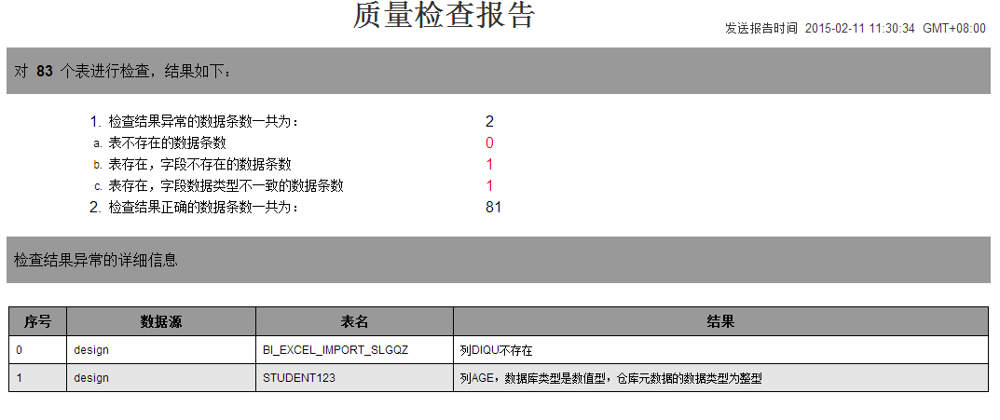 质量检查报告
发送报告时间 2015-02-11 11:30:34 GMT+08:00
对 83 个表进行检查，结果如下：
1. 检查结果异常的数据条数一共为： 2
a. 表不存在的数据条数 0
b. 表存在，字段不存在的数据条数 1
c. 表存在，字段数据类型不一致的数据条数 1
2. 检查结果正确的数据条数一共为： 81
检查结果异常的详细信息
序号 数据源 表名 结果
0 design BI_EXCEL_IMPORT_SLGQZ 列DIQU不存在
1 design STUDENT123 列AGE，数据库类型是数值型，仓库元数据的数据类型为整型